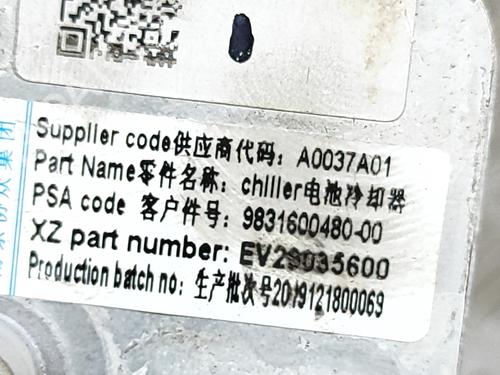 Supplier code供应商代码: A0037A01
Part Name零件名称: chiller电池冷却器
PSA code 客户件号: 9831600480-00
XZ part number: EV29035600
Production batch no: 生产批次号2019121800069